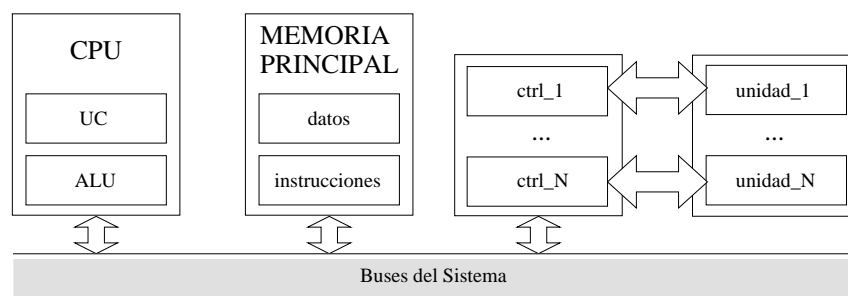 CPU
UC
ALU
MEMORIA
PRINCIPAL
datos
instrucciones
ctrl_1
...
ctrl_N
unidad_1
...
unidad_N
Buses del Sistema